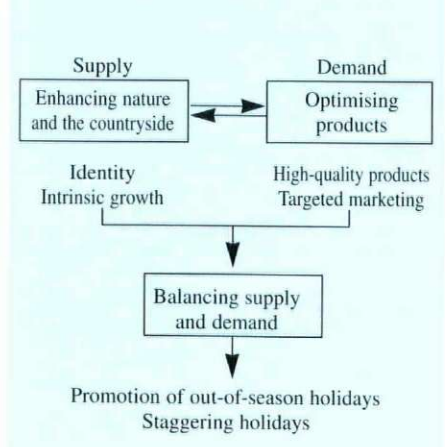 Supply
Demand
Enhancing nature
and the countryside
Optimising
products
Identity
Intrinsic growth
High-quality products
Targeted marketing
Balancing supply
and demand
Promotion of out-of-season holidays
Staggering holidays